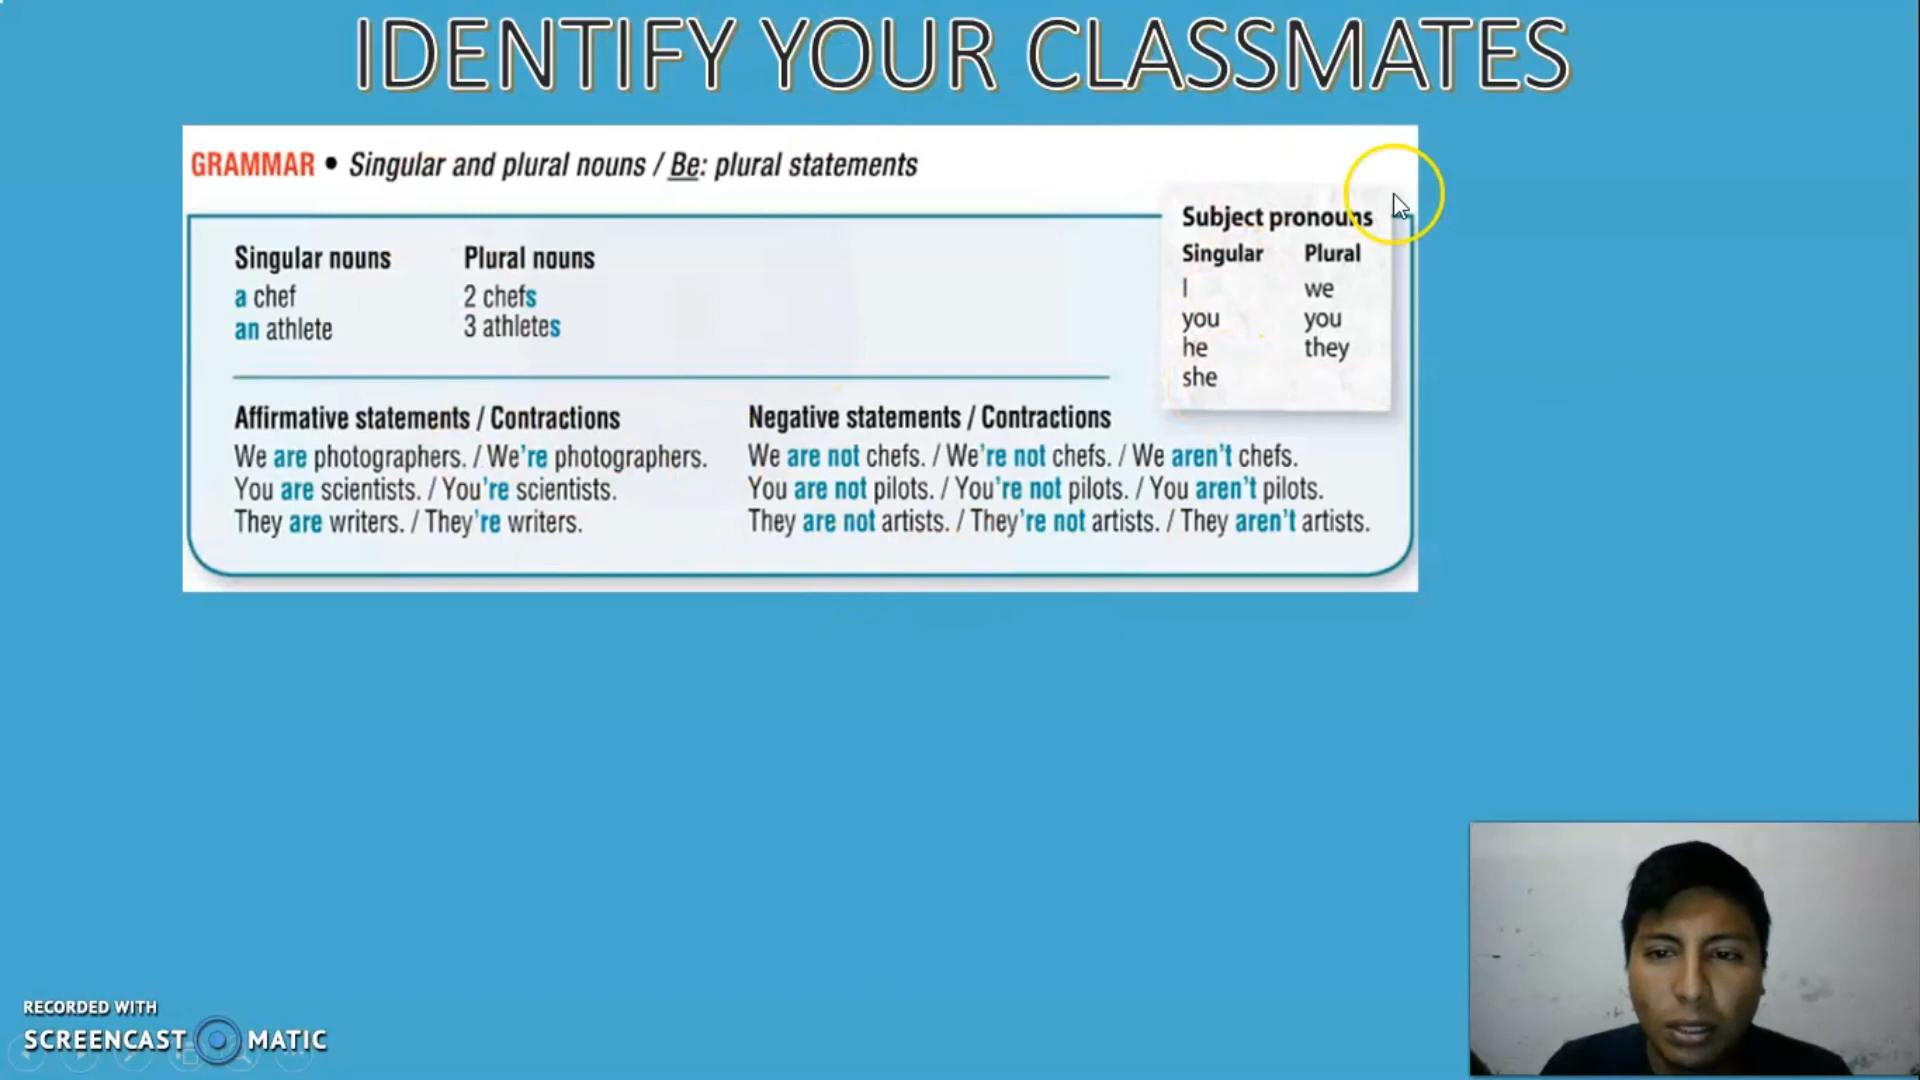 IDENTIFY YOUR CLASSMATES
GRAMMAR • Singular and plural nouns / Be: plural statements
Subject pronouns
Singular Plural
I we
you you
he they
she
Singular nouns Plural nouns
a chef 2 chefs
an athlete 3 athletes
Affirmative statements / Contractions
We are photographers. / We're photographers.
You are scientists. / You're scientists.
They are writers. / They're writers.
Negative statements / Contractions
We are not chefs. / We're not chefs. / We aren't chefs.
You are not pilots. / You're not pilots. / You aren't pilots.
They are not artists. / They're not artists. / They aren't artists.
RECORDED WITH
SCREENCAST MATIC